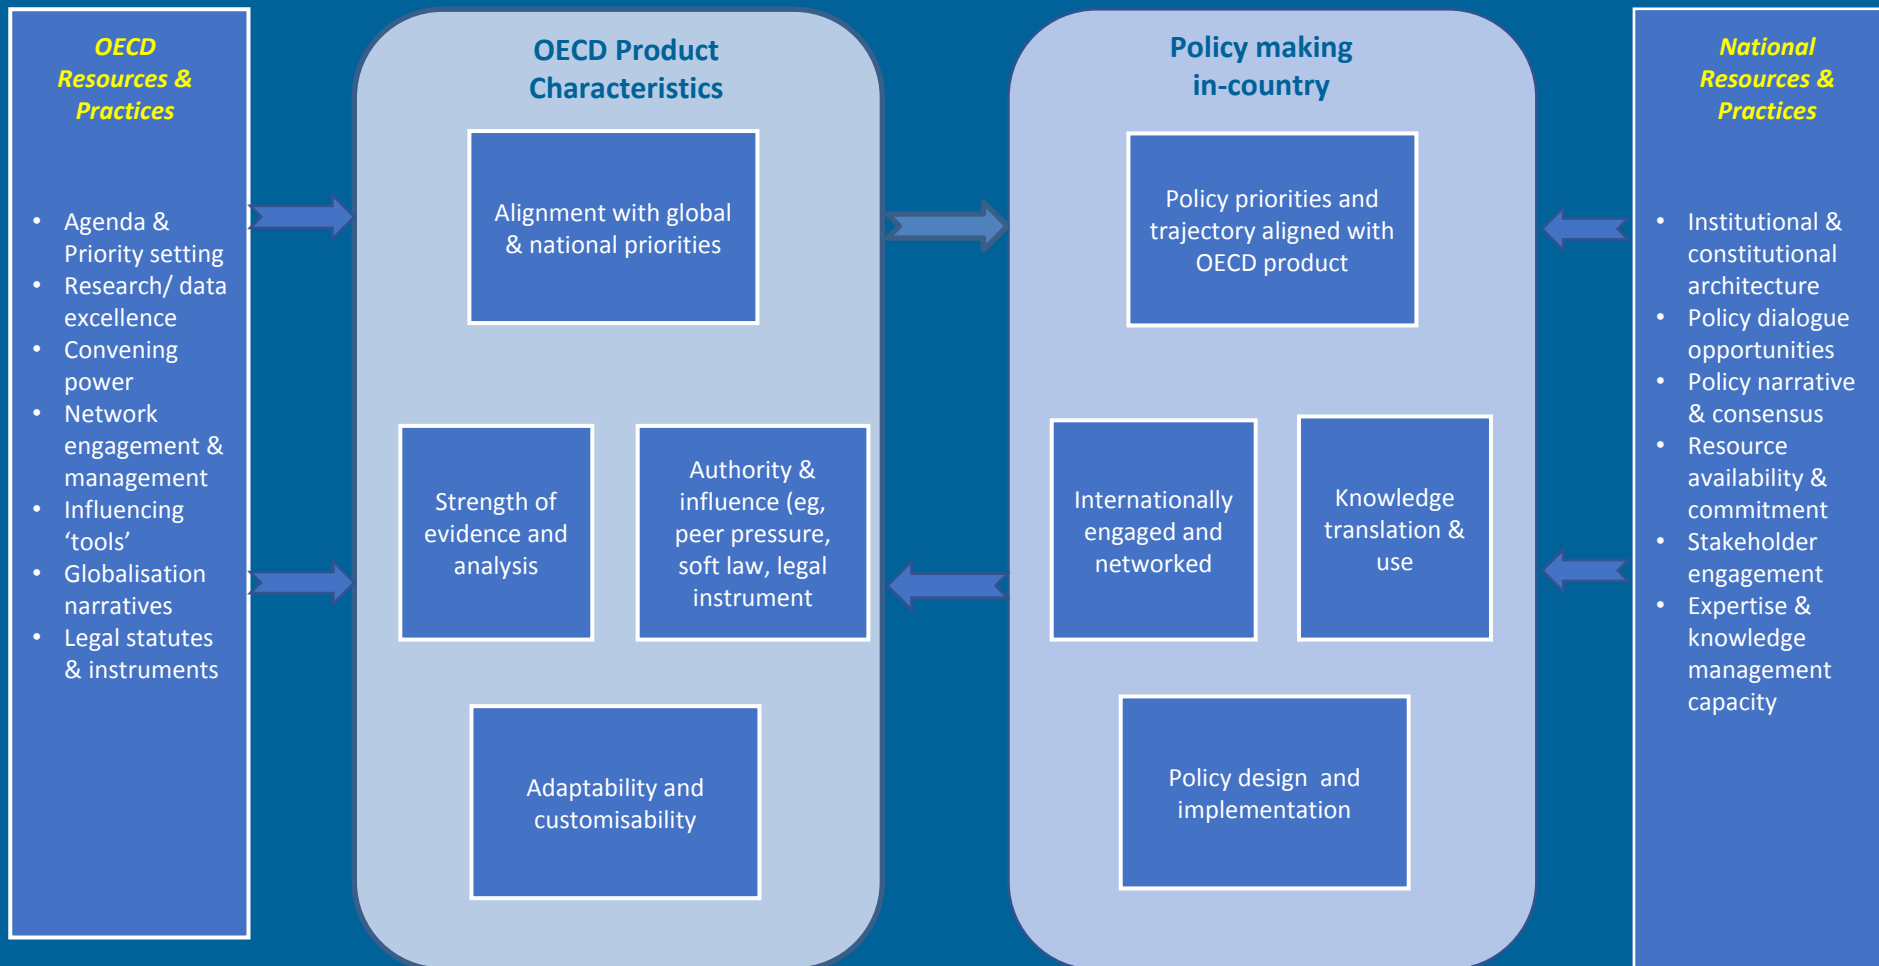 OECD
Resources &
Practices
• Agenda &
Priority setting
• Research/ data
excellence
• Convening
power
• Network
engagement &
management
• Influencing
‘tools’
• Globalisation
narratives
• Legal statutes
& instruments
OECD Product
Characteristics
Alignment with global
& national priorities
Strength of
evidence and
analysis
Authority &
influence (eg,
peer pressure,
soft law, legal
instrument
Adaptability and
customisability
Policy making
in-country
Policy priorities and
trajectory aligned with
OECD product
Internationally
engaged and
networked
Knowledge
translation &
use
Policy design  and
implementation
National
Resources &
Practices
• Institutional &
constitutional
architecture
• Policy dialogue
opportunities
• Policy narrative
& consensus
• Resource
availability &
commitment
• Stakeholder
engagement
• Expertise &
knowledge
management
capacity